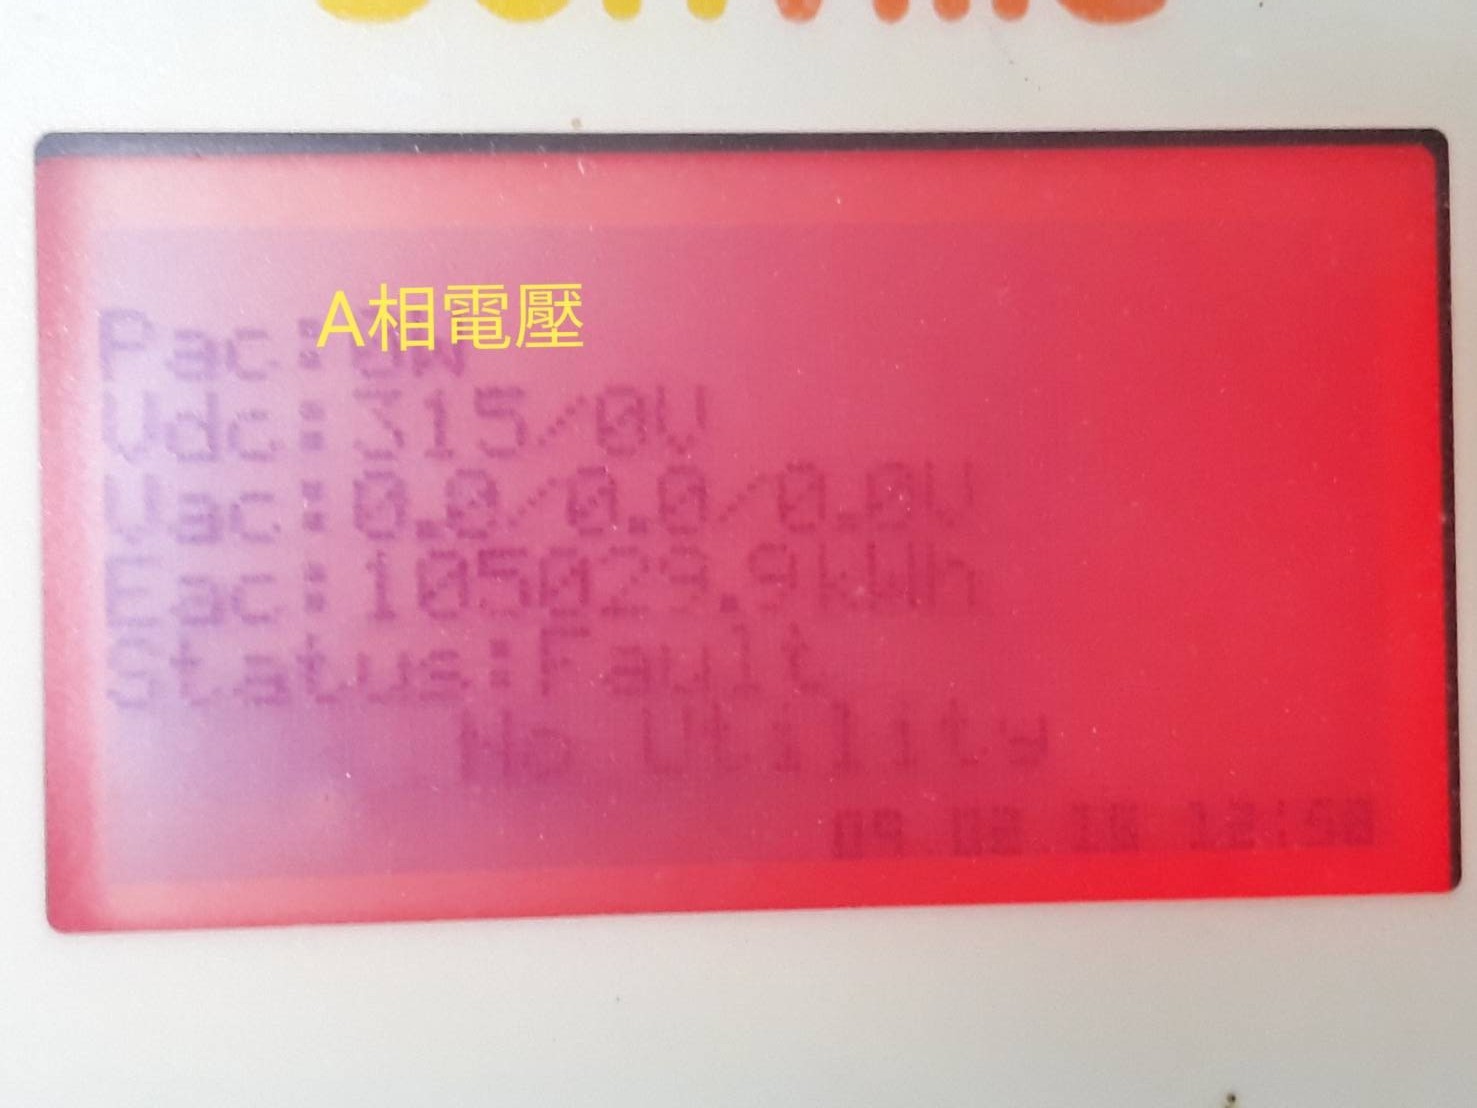 A相電壓
Pac:0W
Vdc:315/0V
Vac:0.0/0.0/0.0V
Eac:105029.9kWh
Status:Fault
No Utility